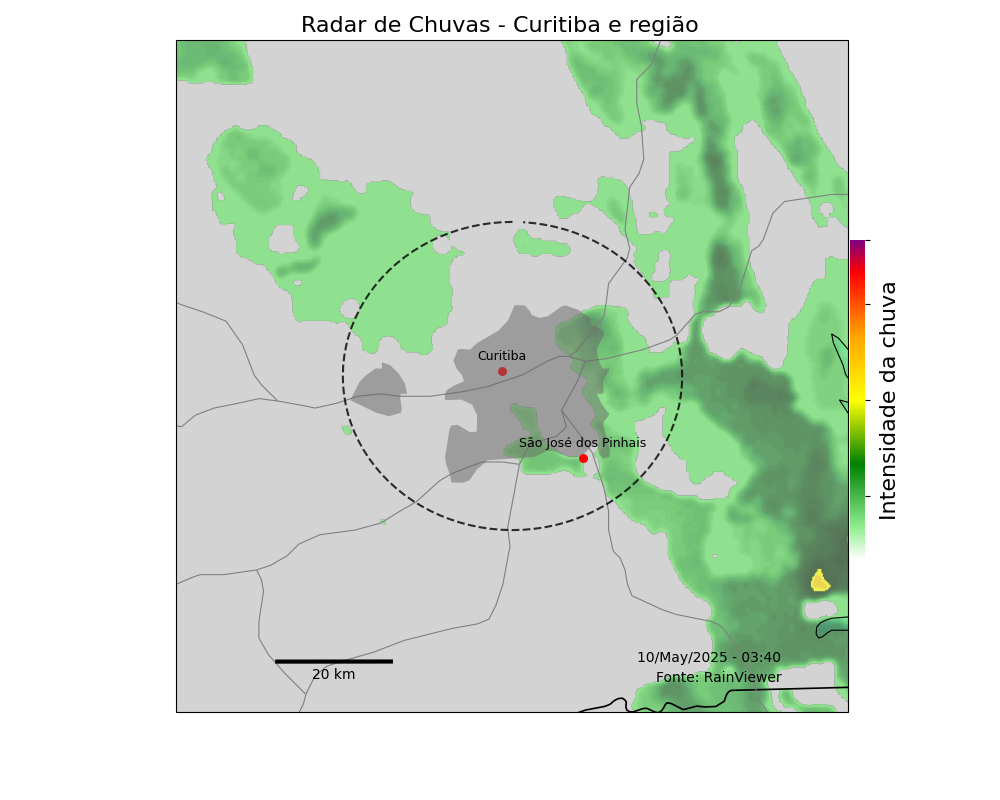 Radar de Chuvas - Curitiba e região
Curitiba
São José dos Pinhais
Intensidade da chuva
20 km
10/May/2025 - 03:40
Fonte: RainViewer